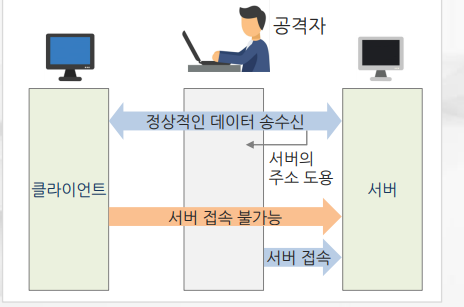 공격자
정상적인 데이터 송수신
서버의
주소 도용
클라이언트
서버
서버 접속 불가능
서버 접속